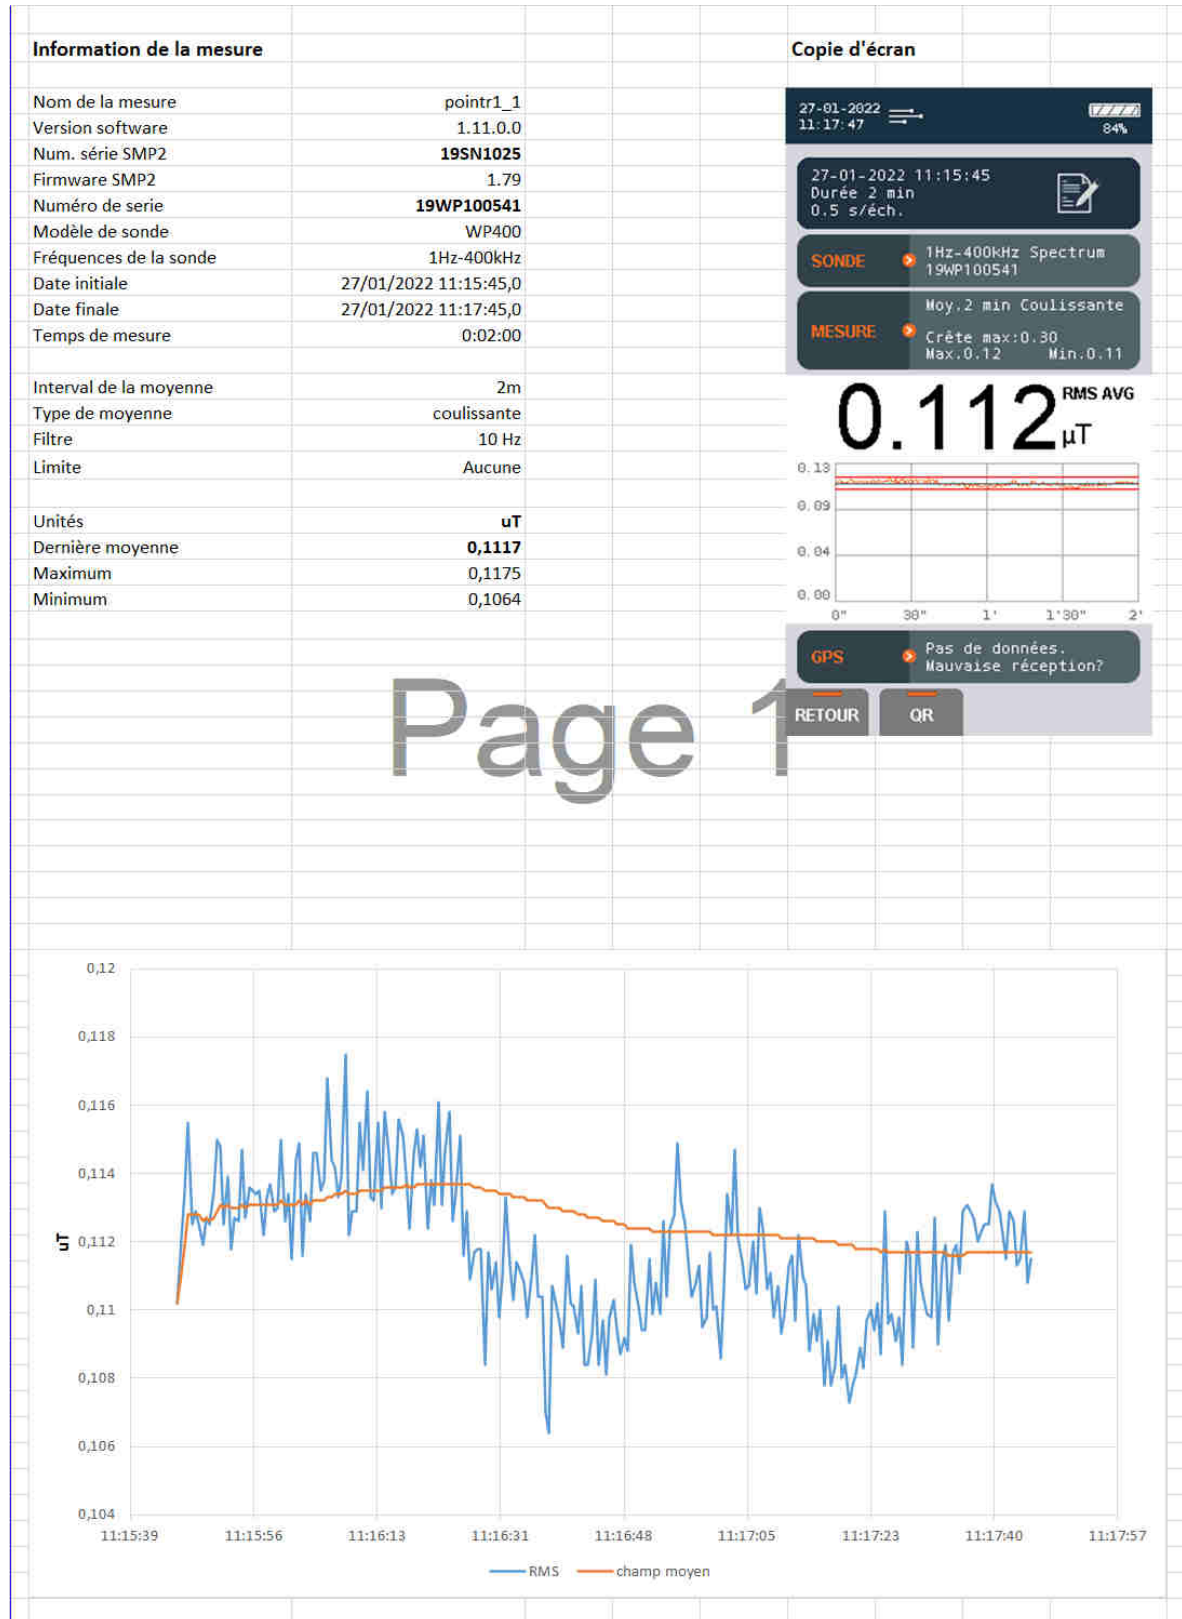 Information de la mesure
Nom de la mesure pointr1_1
Version software 1.11.0.0
Num. série SMP2 19SN1025
Firmware SMP2 1.79
Numéro de serie 19WP100541
Modèle de sonde WP400
Fréquences de la sonde 1Hz-400kHz
Date initiale 27/01/2022 11:15:45,0
Date finale 27/01/2022 11:17:45,0
Temps de mesure 0:02:00
Interval de la moyenne 2m
Type de moyenne coulissante
Filtre 10 Hz
Limite Aucune
Unités uT
Dernière moyenne 0,1117
Maximum 0,1175
Minimum 0,1064
Copie d'écran
27-01-2022
11:17:47
84%
27-01-2022 11:15:45
Durée 2 min
0.5 s/éch.
SONDE
1Hz-400kHz Spectrum
19WP100541
MESURE
Moy.2 min Coulissante
Crête max:0.30
Max.0.12 Min.0.11
0.112 RMS AVG
µT
0.13
0.09
0.04
0.00
0" 30" 1' 1'30" 2'
GPS
Pas de données.
Mauvaise réception?
RETOUR QR
Page 1
0,12
0,118
0,116
0,114
0,112
0,11
0,108
0,106
0,104
uT
11:15:39 11:15:56 11:16:13 11:16:31 11:16:48 11:17:05 11:17:23 11:17:40 11:17:57
RMS champ moyen